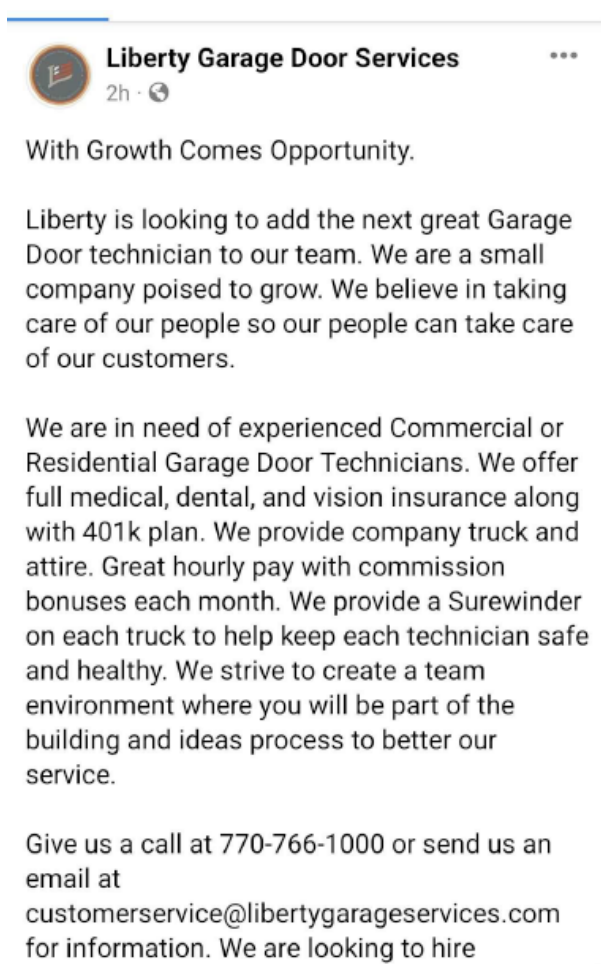 Liberty Garage Door Services
2h ·
With Growth Comes Opportunity.
Liberty is looking to add the next great Garage
Door technician to our team. We are a small
company poised to grow. We believe in taking
care of our people so our people can take care
of our customers.
We are in need of experienced Commercial or
Residential Garage Door Technicians. We offer
full medical, dental, and vision insurance along
with 401k plan. We provide company truck and
attire. Great hourly pay with commission
bonuses each month. We provide a Surewinder
on each truck to help keep each technician safe
and healthy. We strive to create a team
environment where you will be part of the
building and ideas process to better our
service.
Give us a call at 770-766-1000 or send us an
email at
customerservice@libertygarageservices.com
for information. We are looking to hire